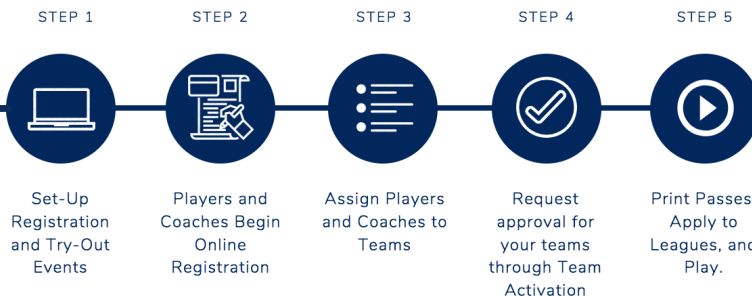 STEP 1
STEP 2
STEP 3
STEP 4
STEP 5
Set-Up
Registration
and Try-Out
Events
Players and
Coaches Begin
Online
Registration
Assign Players
and Coaches to
Teams
Request
approval for
your teams
through Team
Activation
Print Passes
Apply to
Leagues, and
Play.